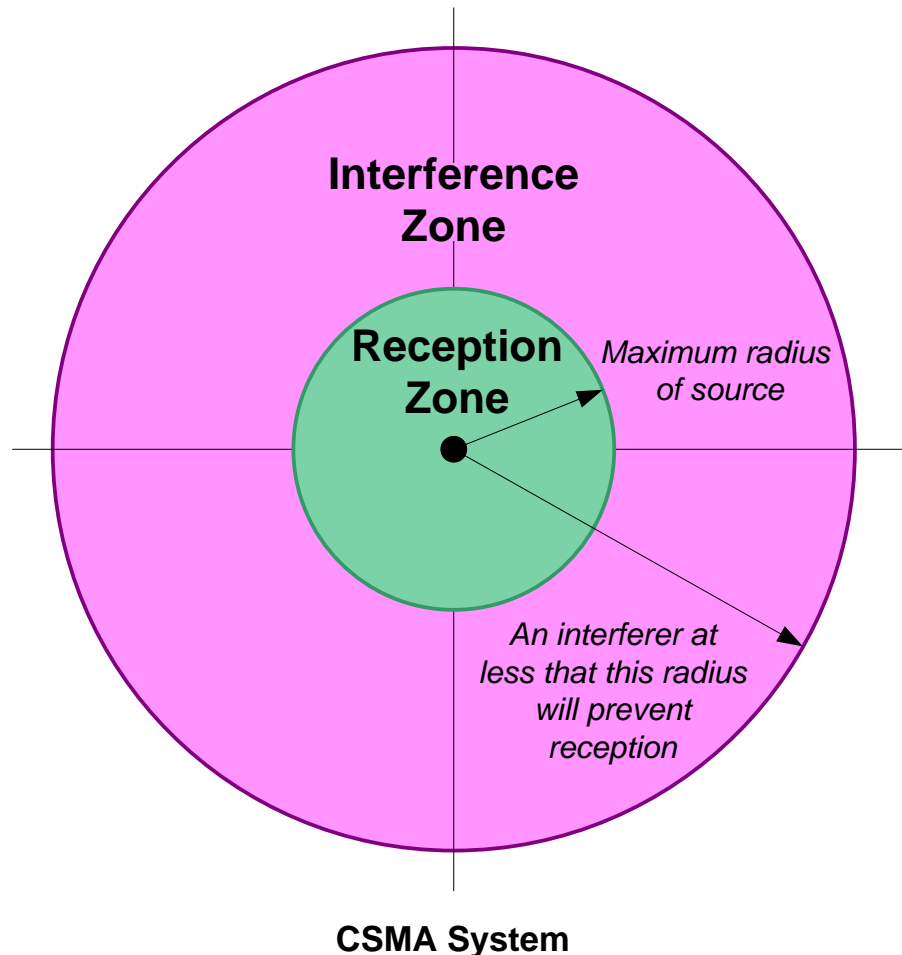 Interference
Zone
Reception
Zone
Maximum radius
of source
An interferer at
less that this radius
will prevent
reception
CSMA System